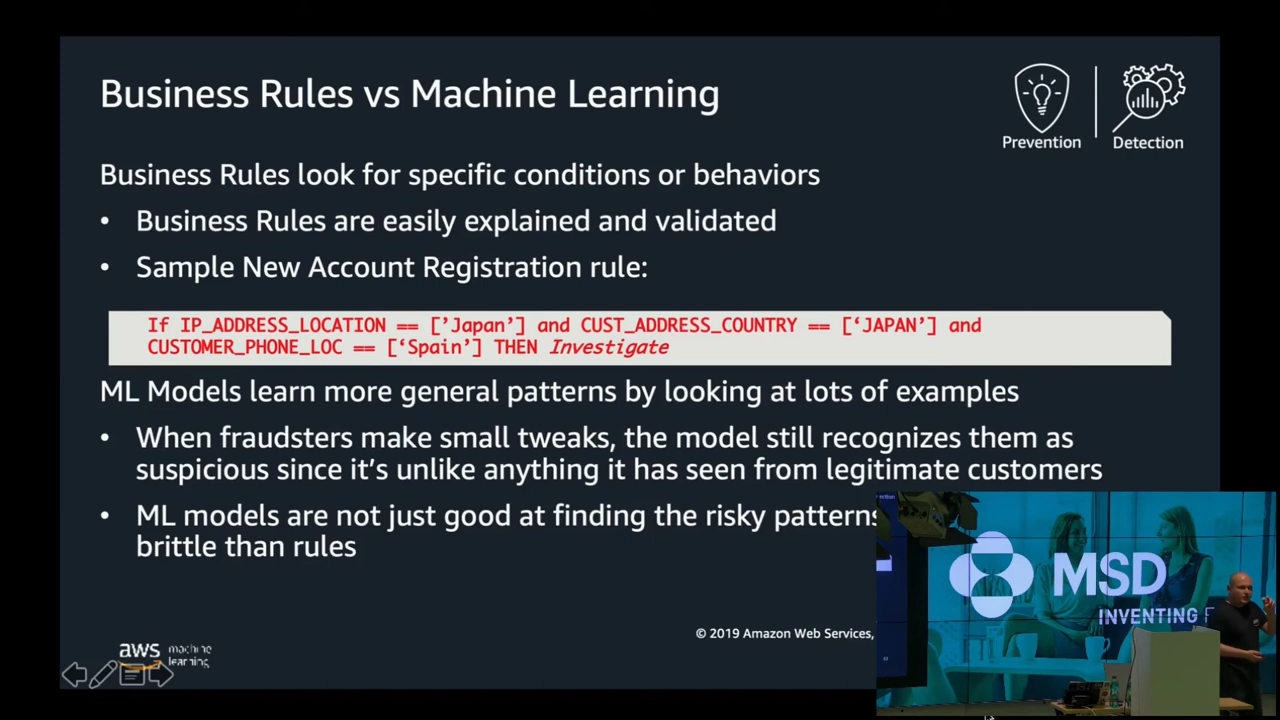 Business Rules vs Machine Learning
Prevention
Detection
Business Rules look for specific conditions or behaviors
• Business Rules are easily explained and validated
• Sample New Account Registration rule:
If IP_ADDRESS_LOCATION == [’Japan’] and CUST_ADDRESS_COUNTRY == [‘JAPAN’] and
CUSTOMER_PHONE_LOC == [‘Spain’] THEN Investigate
ML Models learn more general patterns by looking at lots of examples
• When fraudsters make small tweaks, the model still recognizes them as
suspicious since it’s unlike anything it has seen from legitimate customers
• ML models are not just good at finding the risky patterns
brittle than rules
MSD
INVENTING F
© 2019 Amazon Web Services,
aws machine
learning